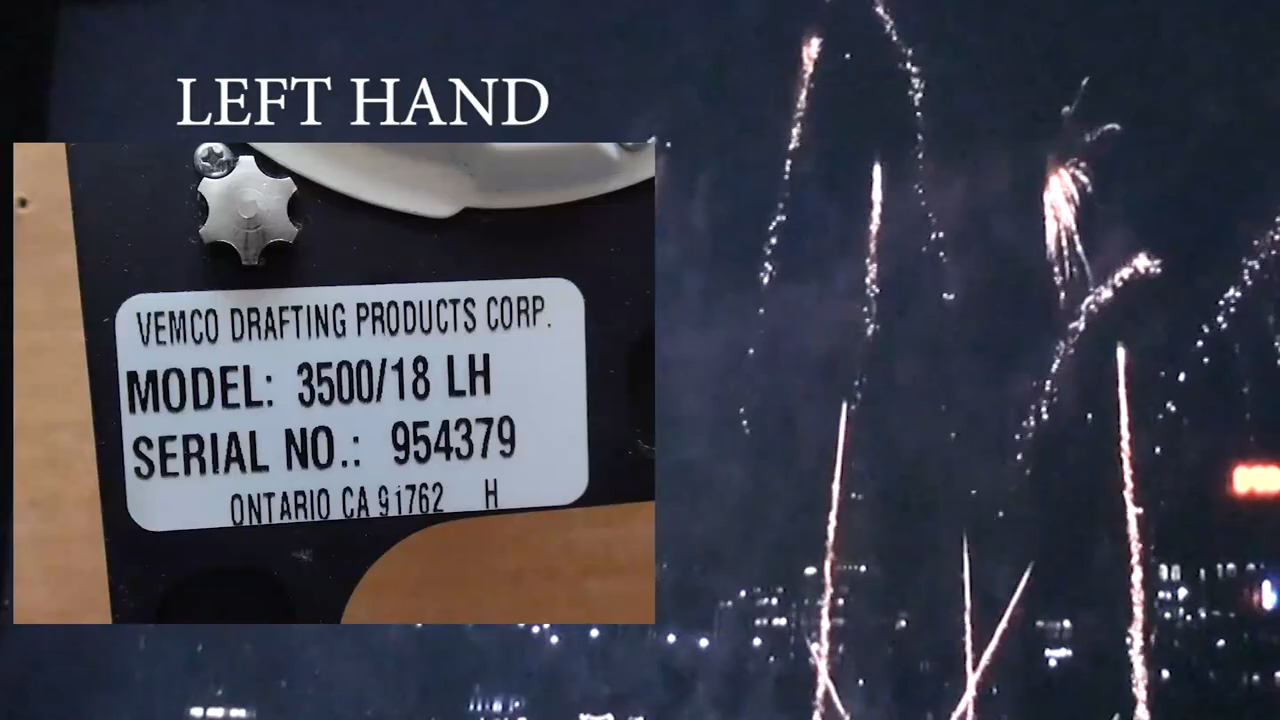 LEFT HAND
VEMCO DRAFTING PRODUCTS CORP.
MODEL: 3500/18 LH
SERIAL NO.: 954379
ONTARIO CA 91762 H